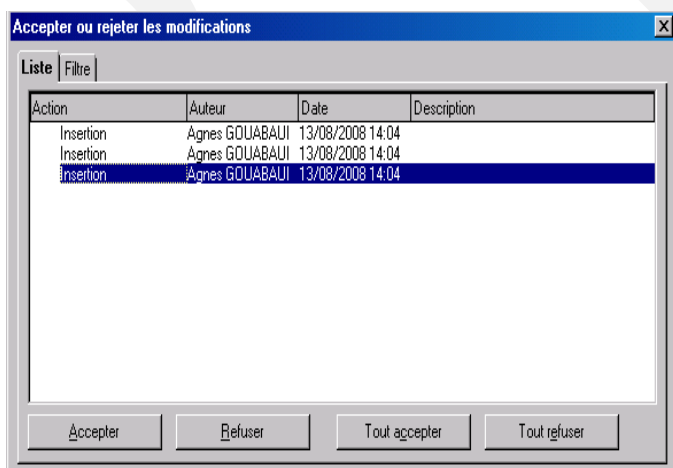 Accepter ou rejeter les modifications
Liste Filtre
Action Auteur Date Description
Insertion Agnes GOUABAUI 13/08/2008 14:04
Insertion Agnes GOUABAUI 13/08/2008 14:04
Insertion Agnes GOUABAUI 13/08/2008 14:04
Accepter Refuser Tout accepter Tout refuser